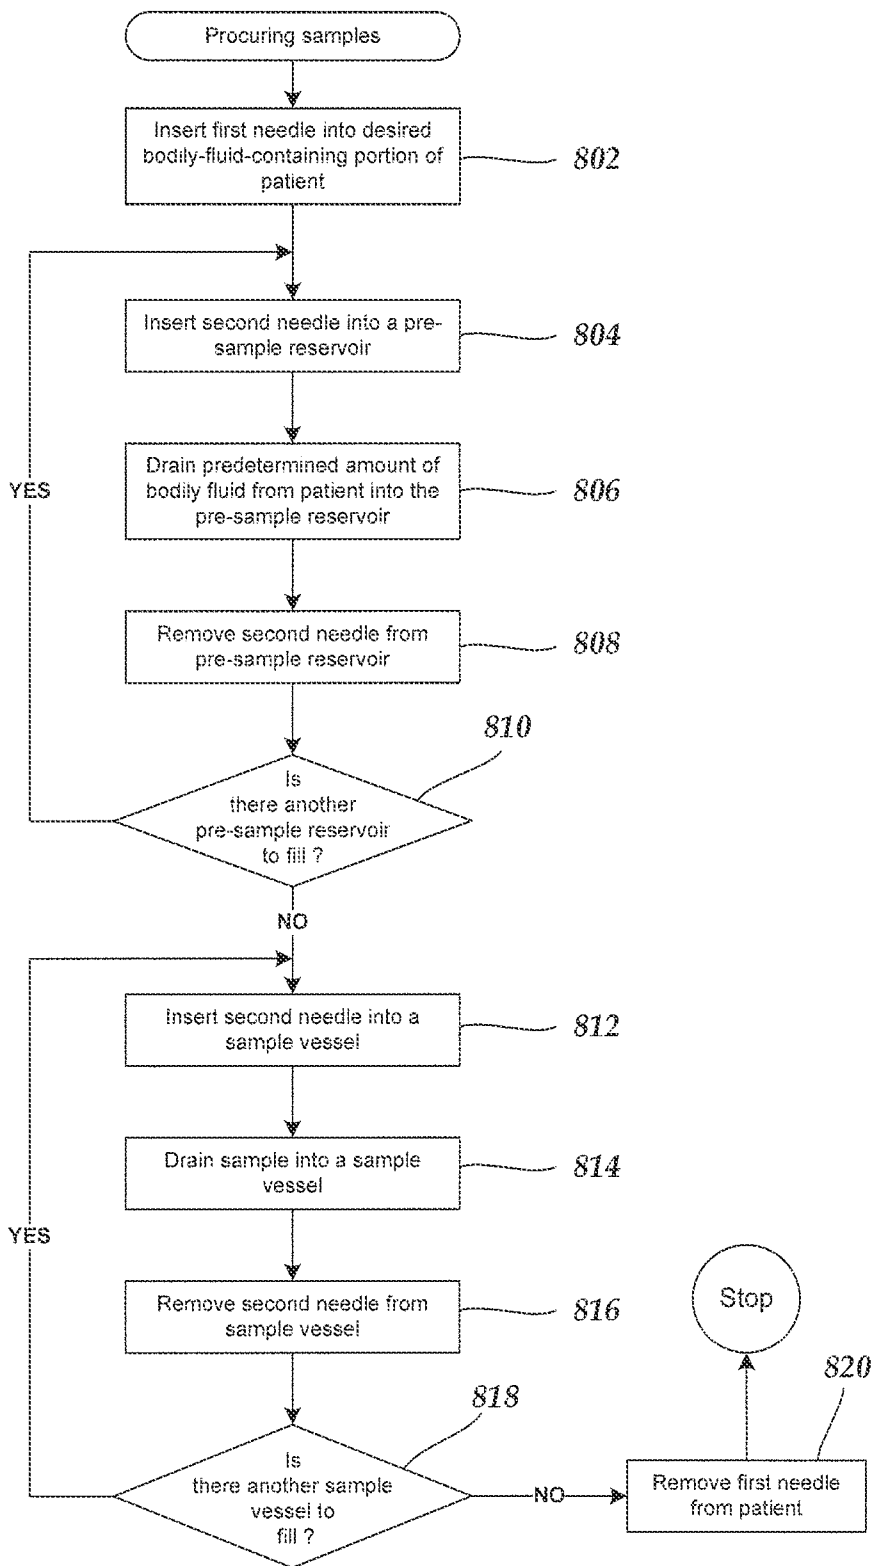 Procuring samples
Insert first needle into desired
bodily-fluid-containing portion of
patient
802
Insert second needle into a pre-
sample reservoir
804
Drain predetermined amount of
bodily fluid from patient into the
pre-sample reservoir
806
YES
Remove second needle from
pre-sample reservoir
808
810
Is
there another
pre-sample reservoir
to fill ?
NO
Insert second needle into a
sample vessel
812
Drain sample into a sample
vessel
814
YES
Remove second needle from
sample vessel
816
Stop
818
820
Is
there another sample
vessel to
fill ?
NO
Remove first needle
from patient